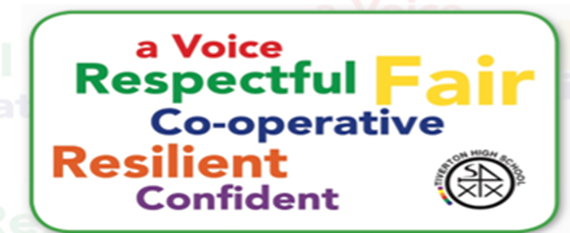 a Voice
Respectful Fair
Co-operative
Resilient
Confident
TIVERTON HIGH SCHOOL